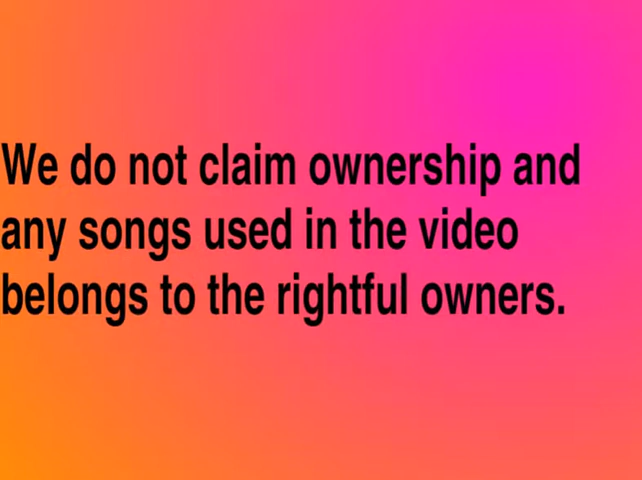 We do not claim ownership and
any songs used in the video
belongs to the rightful owners.